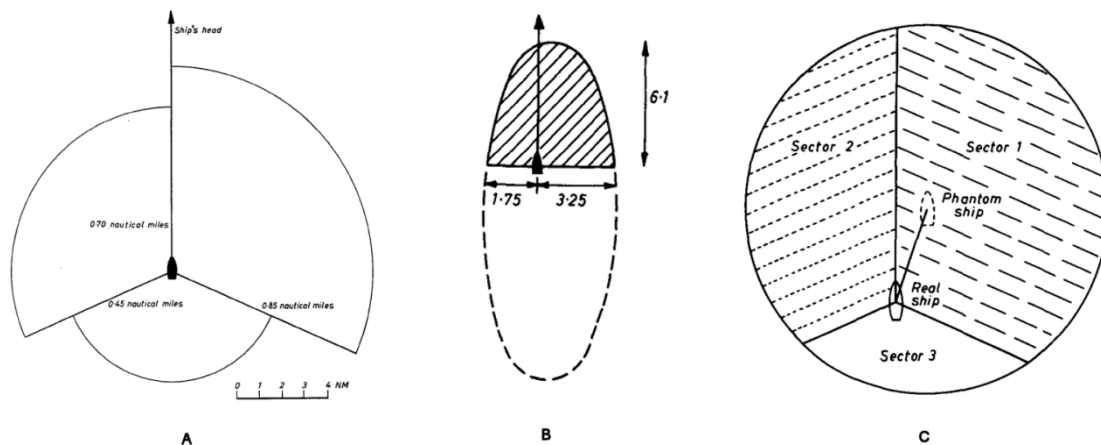 Ship's head
0·70 nautical miles
0·45 nautical miles
0·85 nautical miles
0 1 2 3 4 NM
A
6·1
1·75
3·25
B
Sector 2
Sector 1
Phantom
ship
Real
ship
Sector 3
C